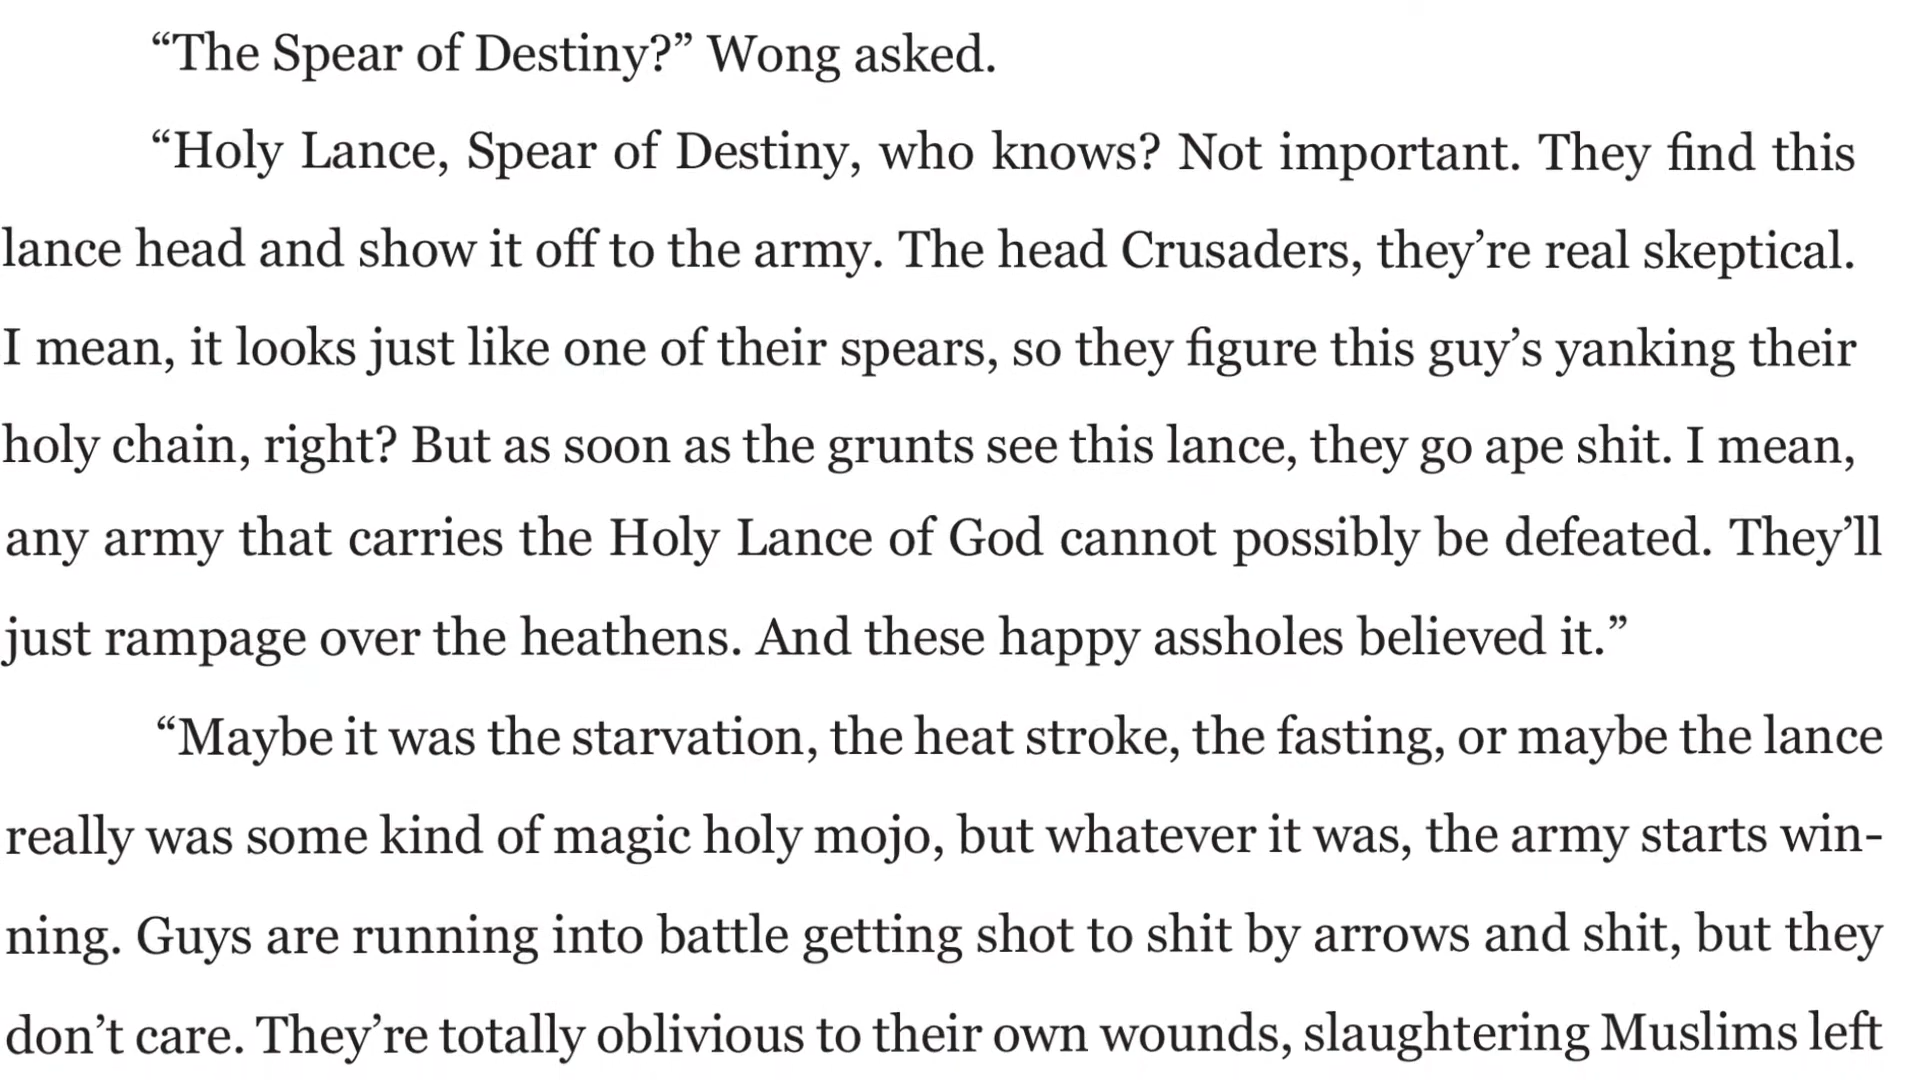 “The Spear of Destiny?” Wong asked.
“Holy Lance, Spear of Destiny, who knows? Not important. They find this
lance head and show it off to the army. The head Crusaders, they’re real skeptical.
I mean, it looks just like one of their spears, so they figure this guy’s yanking their
holy chain, right? But as soon as the grunts see this lance, they go ape shit. I mean,
any army that carries the Holy Lance of God cannot possibly be defeated. They’ll
just rampage over the heathens. And these happy assholes believed it.”
“Maybe it was the starvation, the heat stroke, the fasting, or maybe the lance
really was some kind of magic holy mojo, but whatever it was, the army starts win-
ning. Guys are running into battle getting shot to shit by arrows and shit, but they
don’t care. They’re totally oblivious to their own wounds, slaughtering Muslims left